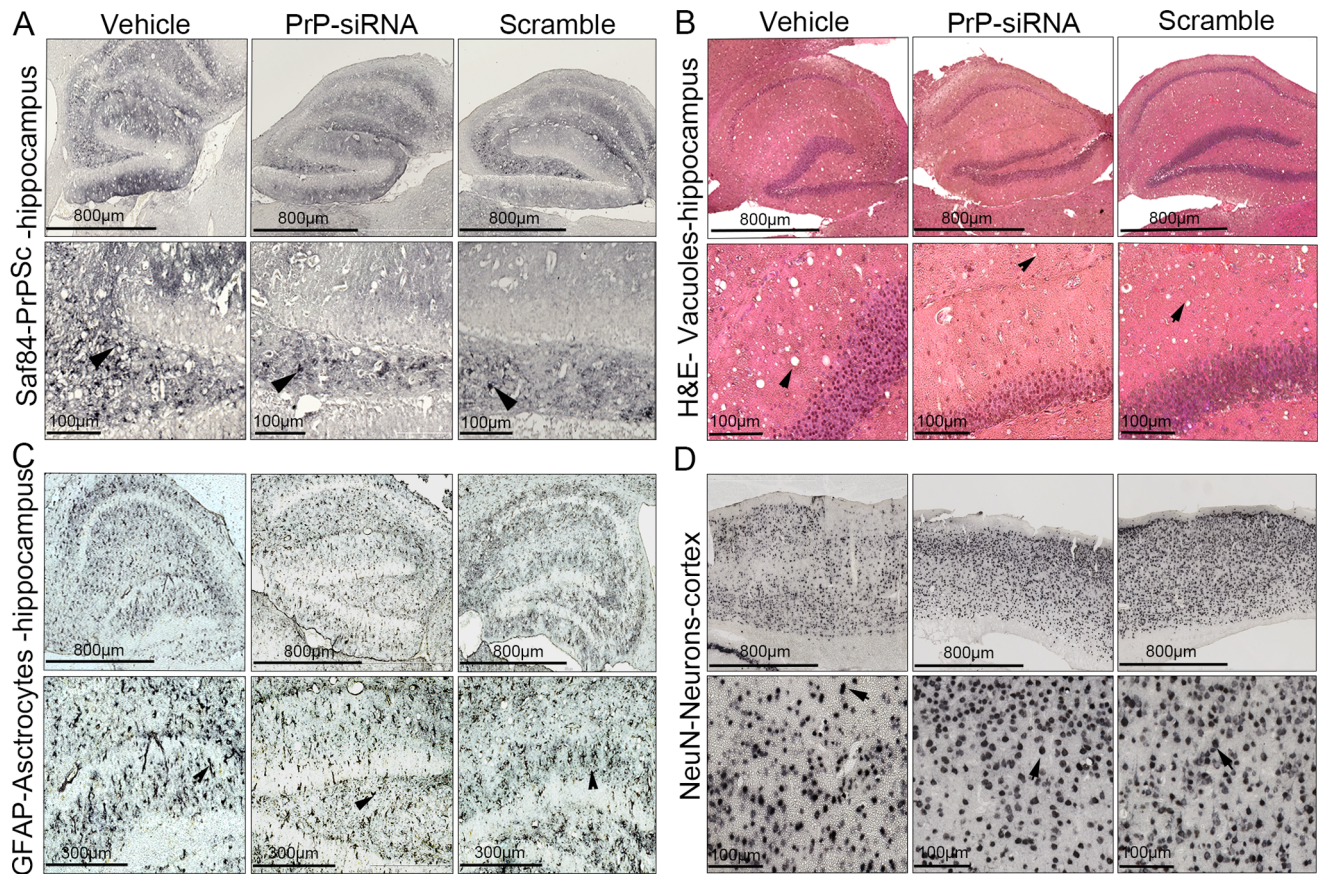 A
Vehicle
PrP-siRNA
Scramble
Saf84-PrPSc -hippocampus
800µm
800µm
800µm
100µm
100µm
100µm
B
Vehicle
PrP-siRNA
Scramble
H&E- Vacuoles-hippocampus
800µm
800µm
800µm
100µm
100µm
100µm
C
GFAP-Asctrocytes -hippocampus
800µm
800µm
800µm
300µm
300µm
300µm
D
NeuN-Neurons-cortex
800µm
800µm
800µm
100µm
100µm
100µm